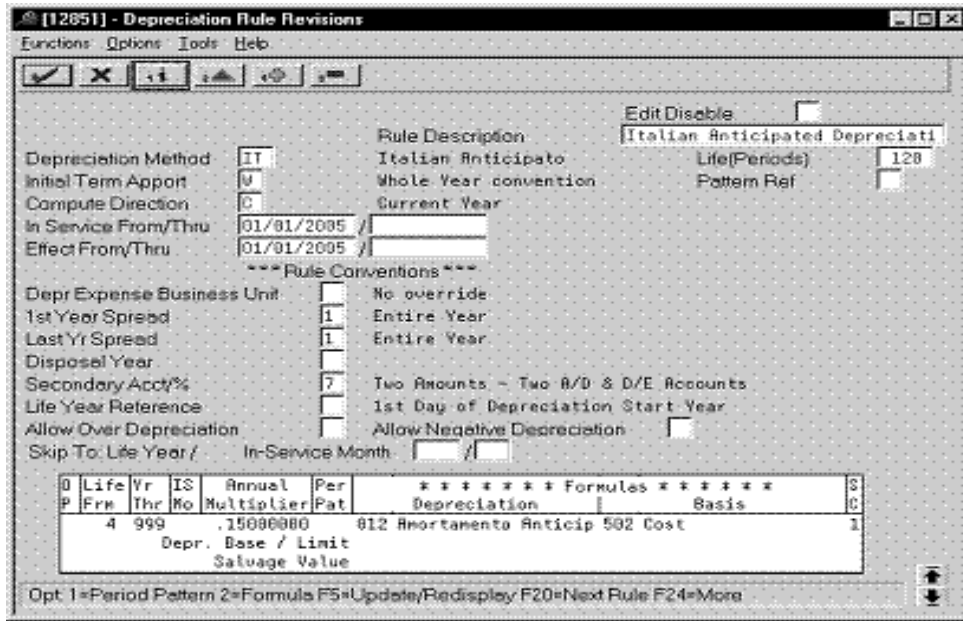 [12851] - Depreciation Rule Revisions
Functions Options Tools Help
Edit Disable
Rule Description Italian Anticipated Depreciati
Depreciation Method IT Italian Anticipato Life(Periods) 120
Initial Term Apport W Whole Year convention Pattern Ref
Compute Direction C Current Year
In Service From/Thru 01/01/2005 /
Effect From/Thru 01/01/2005 /
*** Rule Conventions ***
Depr Expense Business Unit No override
1st Year Spread 1 Entire Year
Last Yr Spread 1 Entire Year
Disposal Year
Secondary Acct/% 7 Two Amounts - Two A/D & D/E Accounts
Life Year Reference 1st Day of Depreciation Start Year
Allow Over Depreciation Allow Negative Depreciation
Skip To: Life Year / In-Service Month /
O Life Yr IS Annual Per * * * * * * * Formulas * * * * * * S
P Frm Thr Mo Multiplier Pat Depreciation | Basis C
4 999 .15000000 012 Amortamento Anticip 502 Cost 1
Depr. Base / Limit
Salvage Value
Opt: 1=Period Pattern 2=Formula F5=Update/Redisplay F20=Next Rule F24=More